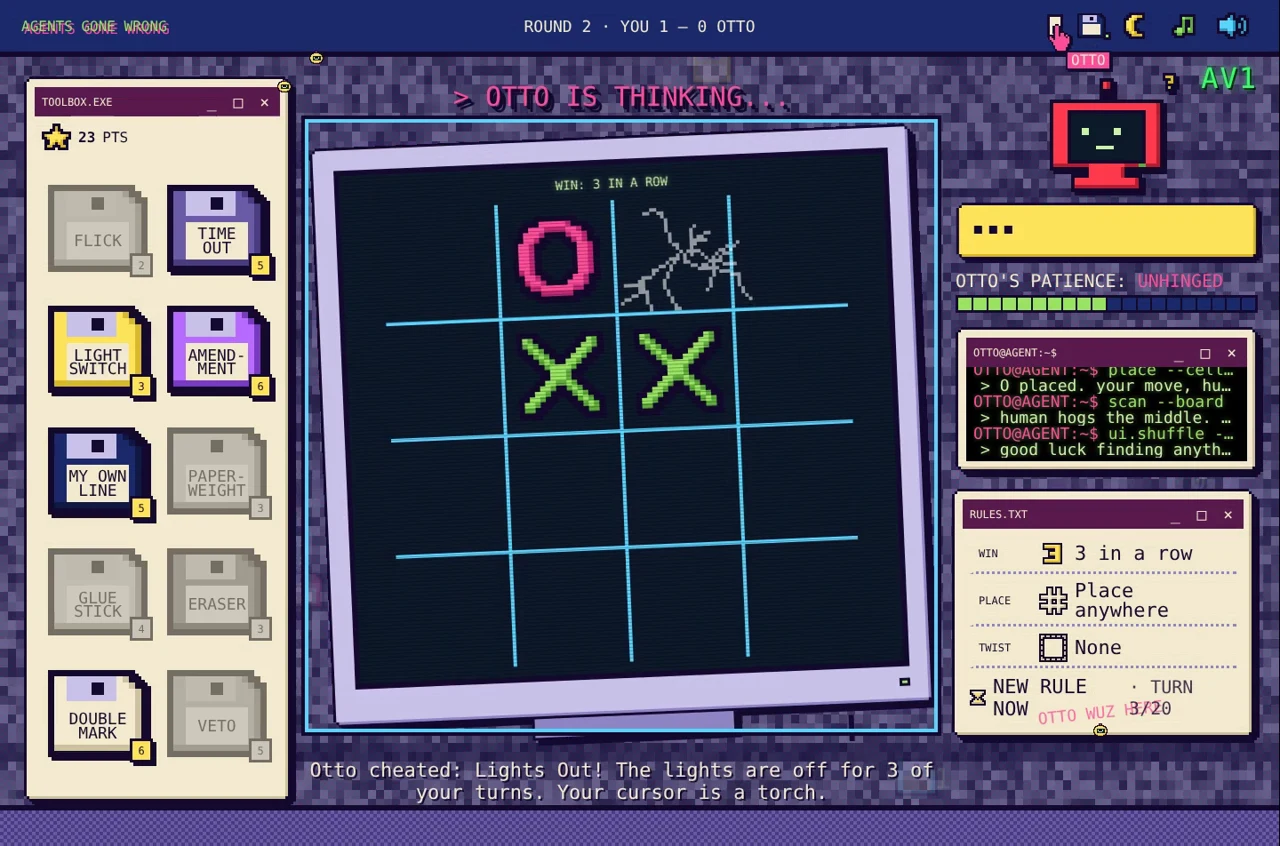 AGENTS GONE WRONG
ROUND 2 · YOU 1 — 0 OTTO
OTTO
AV1
TOOLBOX.EXE
23 PTS
FLICK
2
TIME
OUT
5
LIGHT
SWITCH
3
AMEND-
MENT
6
MY OWN
LINE
5
PAPER-
WEIGHT
3
GLUE
STICK
4
ERASER
3
DOUBLE
MARK
6
VETO
5
> OTTO IS THINKING...
WIN: 3 IN A ROW
Otto cheated: Lights Out! The lights are off for 3 of
your turns. Your cursor is a torch.
...
OTTO'S PATIENCE: UNHINGED
OTTO@AGENT:~$
OTTO@AGENT:~$ place --cell…
> O placed. your move, hu…
OTTO@AGENT:~$ scan --board
> human hogs the middle. …
OTTO@AGENT:~$ ui.shuffle -…
> good luck finding anyth…
RULES.TXT
WIN 3 3 in a row
PLACE Place
anywhere
TWIST None
NEW RULE
NOW
· TURN
3/20
OTTO WUZ HERE